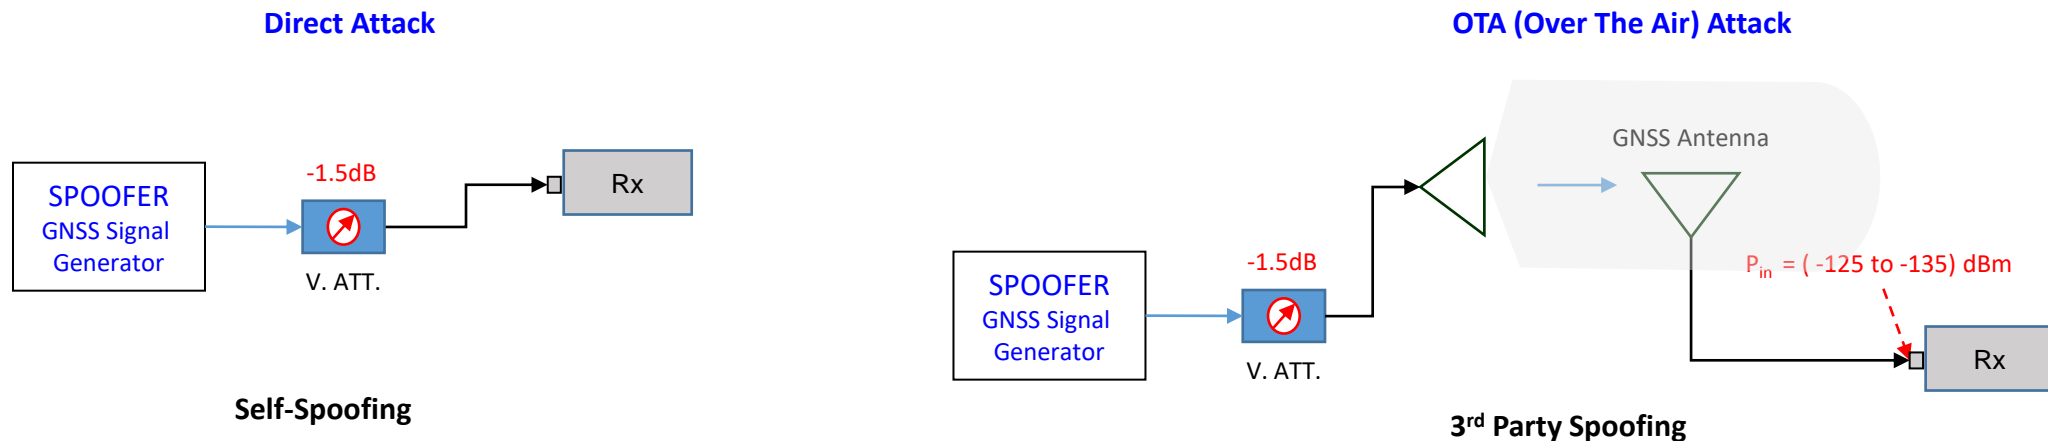 Direct Attack
SPOOFER
GNSS Signal
Generator
-1.5dB
V. ATT.
Rx
Self-Spoofing
OTA (Over The Air) Attack
SPOOFER
GNSS Signal
Generator
-1.5dB
V. ATT.
GNSS Antenna
Pin = ( -125 to -135) dBm
Rx
3rd Party Spoofing